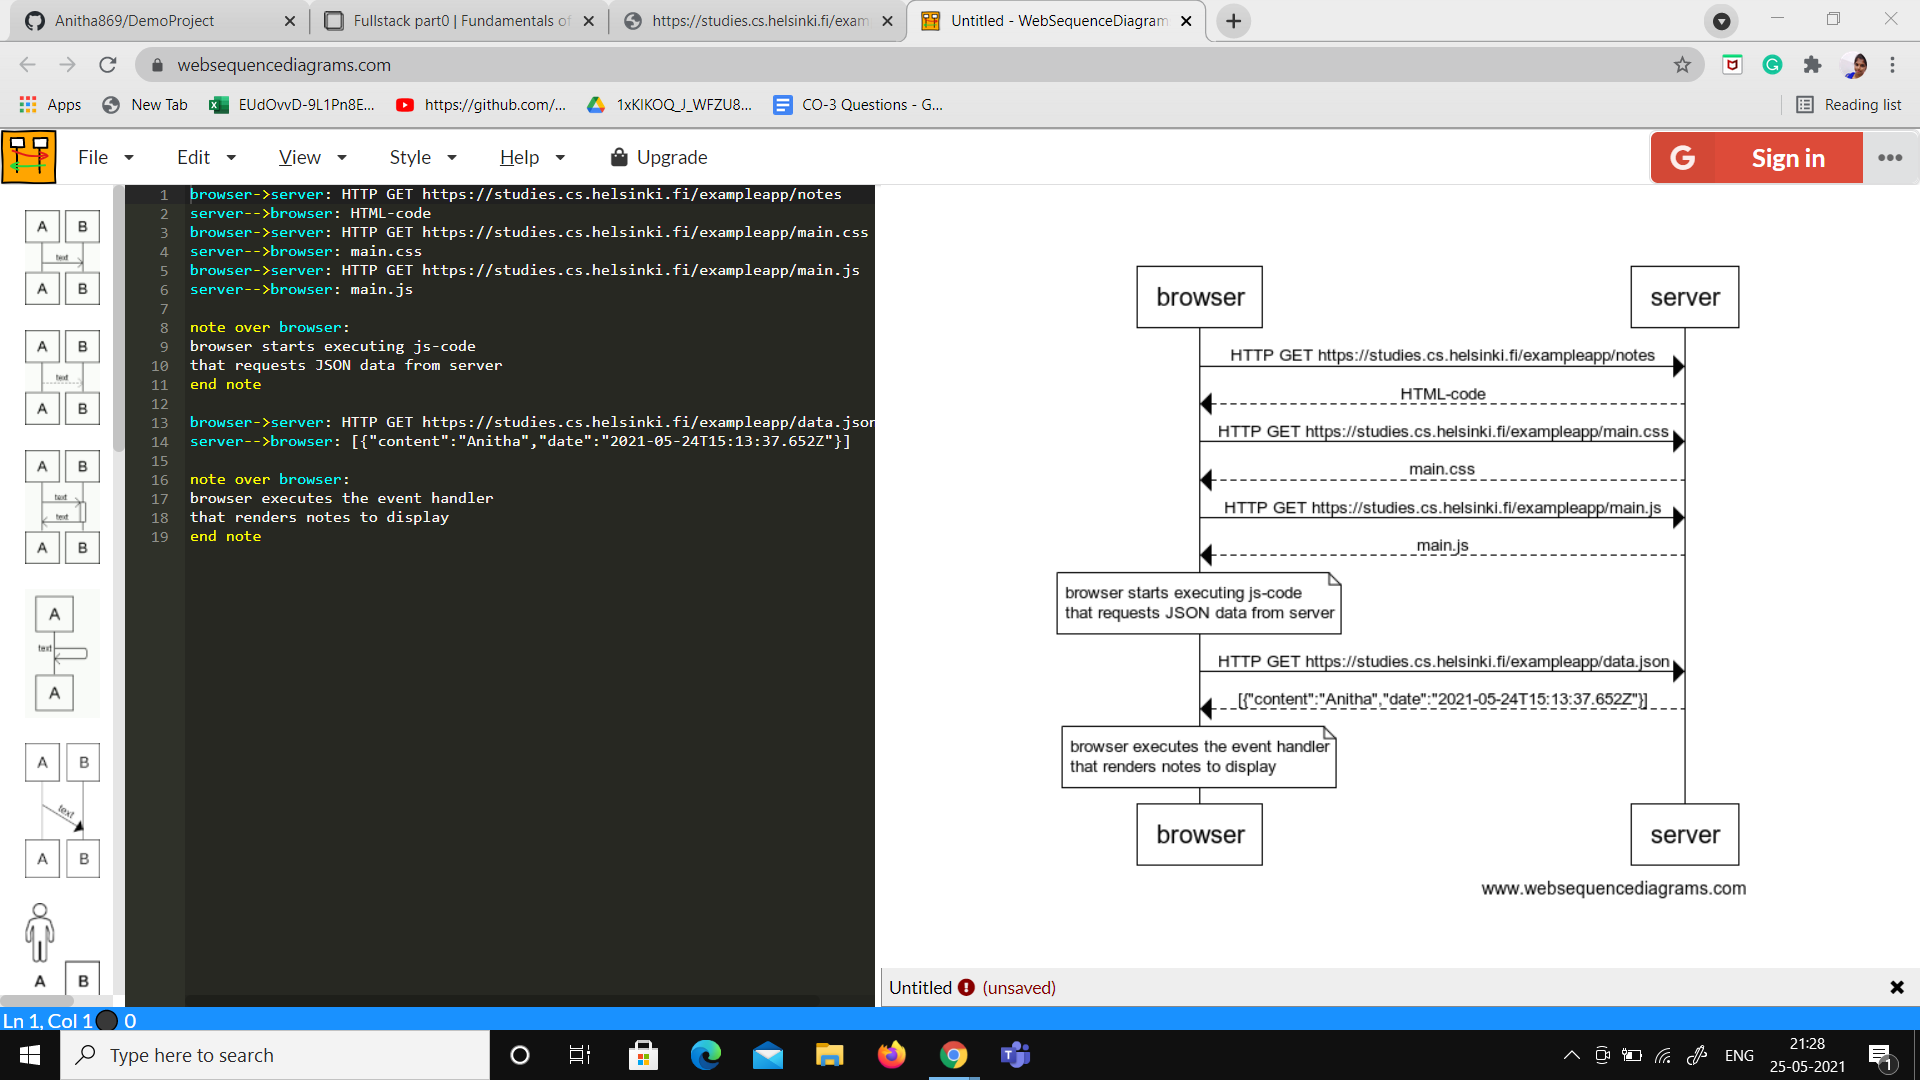 Anitha869/DemoProject
Fullstack part0 | Fundamentals of
https://studies.cs.helsinki.fi/exam
Untitled - WebSequenceDiagram
websequencediagrams.com
Apps
New Tab
EUdOvvD-9L1Pn8E...
https://github.com/...
1xKIKOQ_J_WFZU8...
CO-3 Questions - G...
Reading list
File
Edit
View
Style
Help
Upgrade
G
Sign in
A B
text
A B
A B
text
A B
A B
text
text
A B
A
text
A
A B
text
A B
A B
1 browser->server: HTTP GET https://studies.cs.helsinki.fi/exampleapp/notes
2 server-->browser: HTML-code
3 browser->server: HTTP GET https://studies.cs.helsinki.fi/exampleapp/main.css
4 server-->browser: main.css
5 browser->server: HTTP GET https://studies.cs.helsinki.fi/exampleapp/main.js
6 server-->browser: main.js
7
8 note over browser:
9 browser starts executing js-code
10 that requests JSON data from server
11 end note
12
13 browser->server: HTTP GET https://studies.cs.helsinki.fi/exampleapp/data.json
14 server-->browser: [{"content":"Anitha","date":"2021-05-24T15:13:37.652Z"}]
15
16 note over browser:
17 browser executes the event handler
18 that renders notes to display
19 end note
browser
server
HTTP GET https://studies.cs.helsinki.fi/exampleapp/notes
HTML-code
HTTP GET https://studies.cs.helsinki.fi/exampleapp/main.css
main.css
HTTP GET https://studies.cs.helsinki.fi/exampleapp/main.js
main.js
browser starts executing js-code
that requests JSON data from server
HTTP GET https://studies.cs.helsinki.fi/exampleapp/data.json
[{"content":"Anitha","date":"2021-05-24T15:13:37.652Z"}]
browser executes the event handler
that renders notes to display
browser
server
www.websequencediagrams.com
Untitled (unsaved)
Ln 1, Col 1 0
Type here to search
ENG
21:28
25-05-2021
1